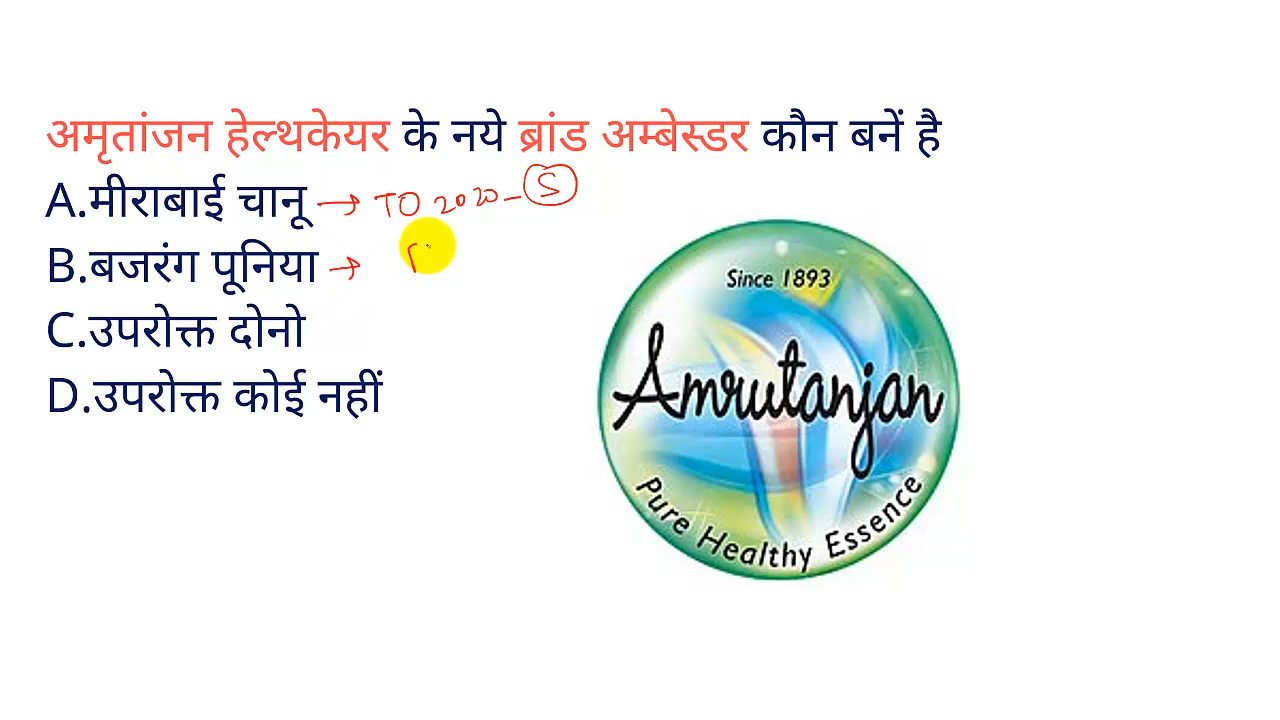 अमृतांजन हेल्थकेयर के नये ब्रांड अम्बेस्डर कौन बनें है
A.मीराबाई चानू → TO 2020 - S
B.बजरंग पूनिया →
C.उपरोक्त दोनो
D.उपरोक्त कोई नहीं
Since 1893
Amrutanjan
Pure Healthy Essence